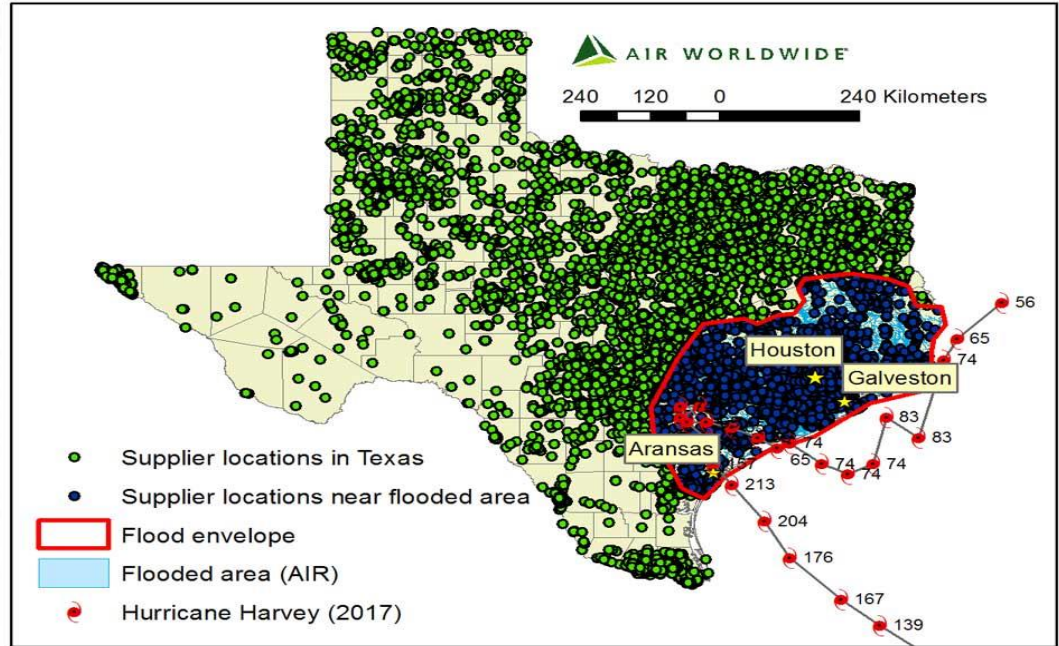 AIR WORLDWIDE®
240 120 0 240 Kilometers
56
65
74
Houston
Galveston
83
83
74
65
74
74
74
Aransas
157
213
204
176
167
139
Supplier locations in Texas
Supplier locations near flooded area
Flood envelope
Flooded area (AIR)
Hurricane Harvey (2017)